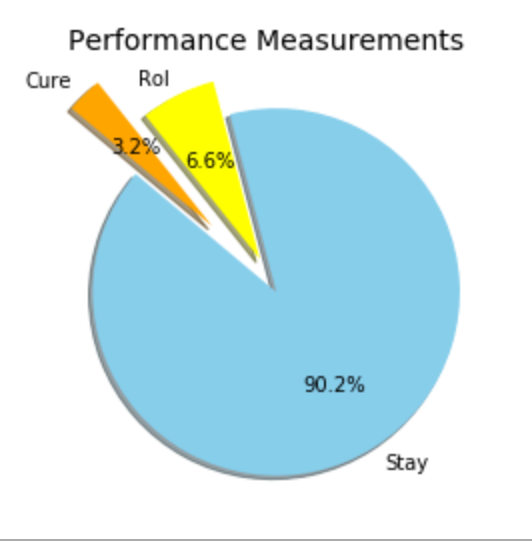 Performance Measurements
Cure
RoI
3.2%
6.6%
90.2%
Stay